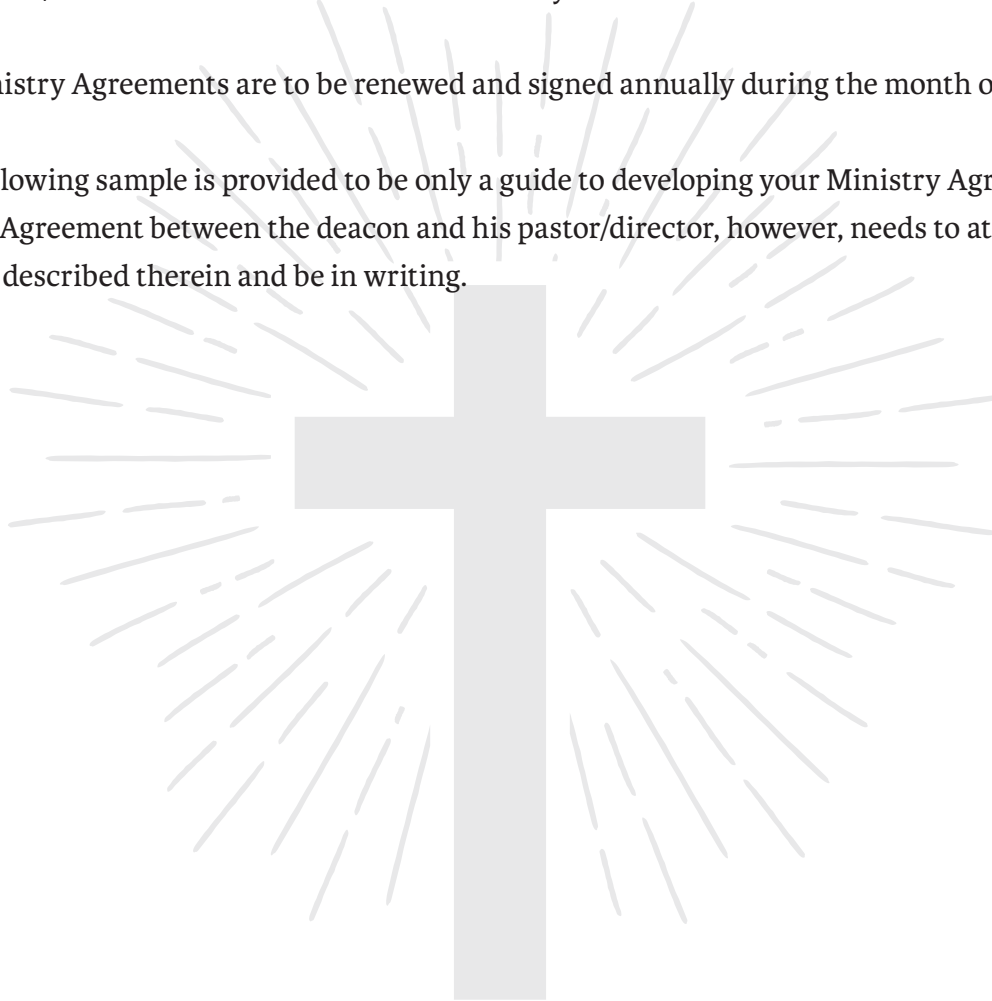 nistry Agreements are to be renewed and signed annually during the month o
lowing sample is provided to be only a guide to developing your Ministry Agr
Agreement between the deacon and his pastor/director, however, needs to at
described therein and be in writing.